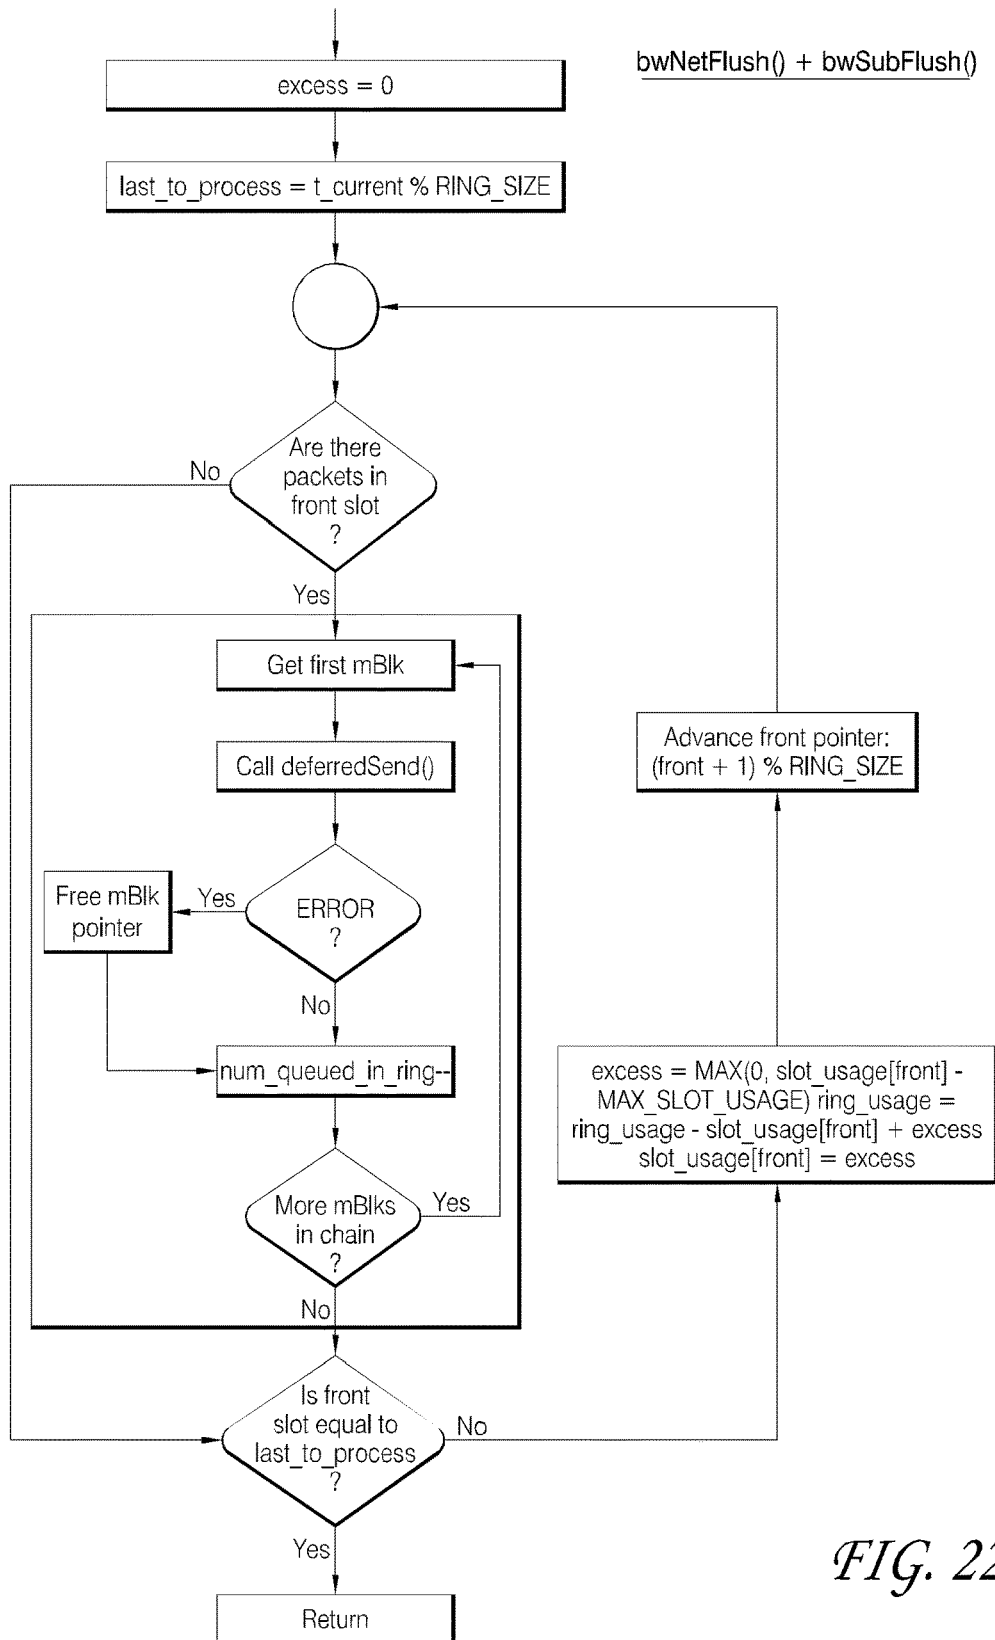 bwNetFlush() + bwSubFlush()
excess = 0
last_to_process = t_current % RING_SIZE
Are there
packets in
front slot
?
No
Yes
Get first mBlk
Call deferredSend()
Advance front pointer:
(front + 1) % RING_SIZE
Free mBlk
pointer
Yes
ERROR
?
No
num_queued_in_ring--
excess = MAX(0, slot_usage[front] -
MAX_SLOT_USAGE) ring_usage =
ring_usage - slot_usage[front] + excess
slot_usage[front] = excess
More mBlks
in chain
?
Yes
No
Is front
slot equal to
last_to_process
?
No
Yes
Return
FIG. 22